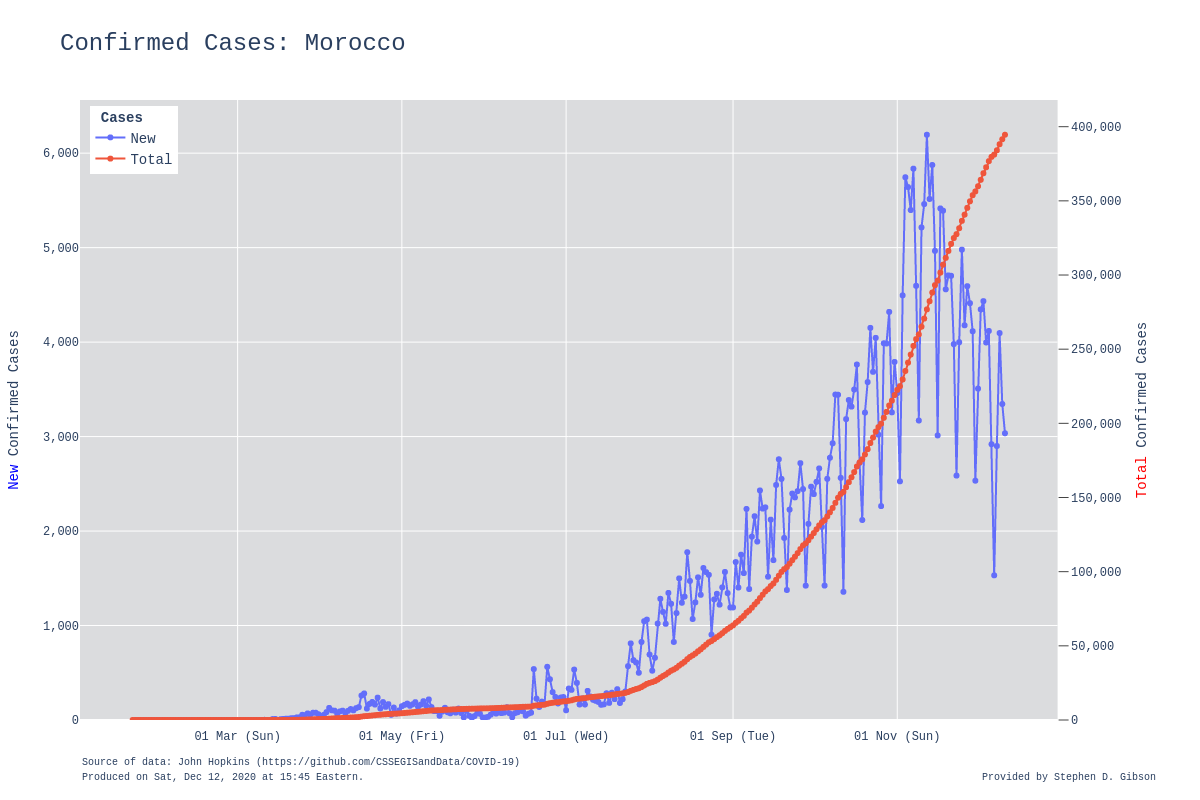 Confirmed Cases: Morocco
Cases
New
Total
6,000
5,000
4,000
3,000
2,000
1,000
0
New Confirmed Cases
400,000
350,000
300,000
250,000
200,000
150,000
100,000
50,000
0
Total Confirmed Cases
01 Mar (Sun)
01 May (Fri)
01 Jul (Wed)
01 Sep (Tue)
01 Nov (Sun)
Source of data: John Hopkins (https://github.com/CSSEGISandData/COVID-19)
Produced on Sat, Dec 12, 2020 at 15:45 Eastern.
Provided by Stephen D. Gibson